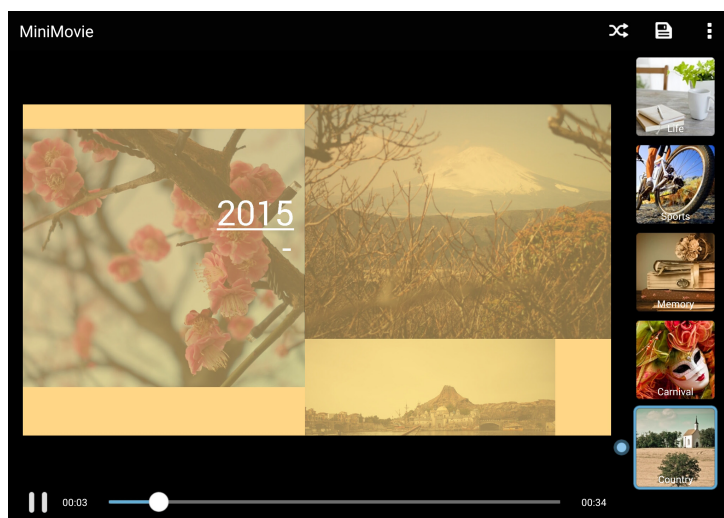 MiniMovie
Life
2015
-
Sports
Memory
Carnival
Country
00:03
00:34